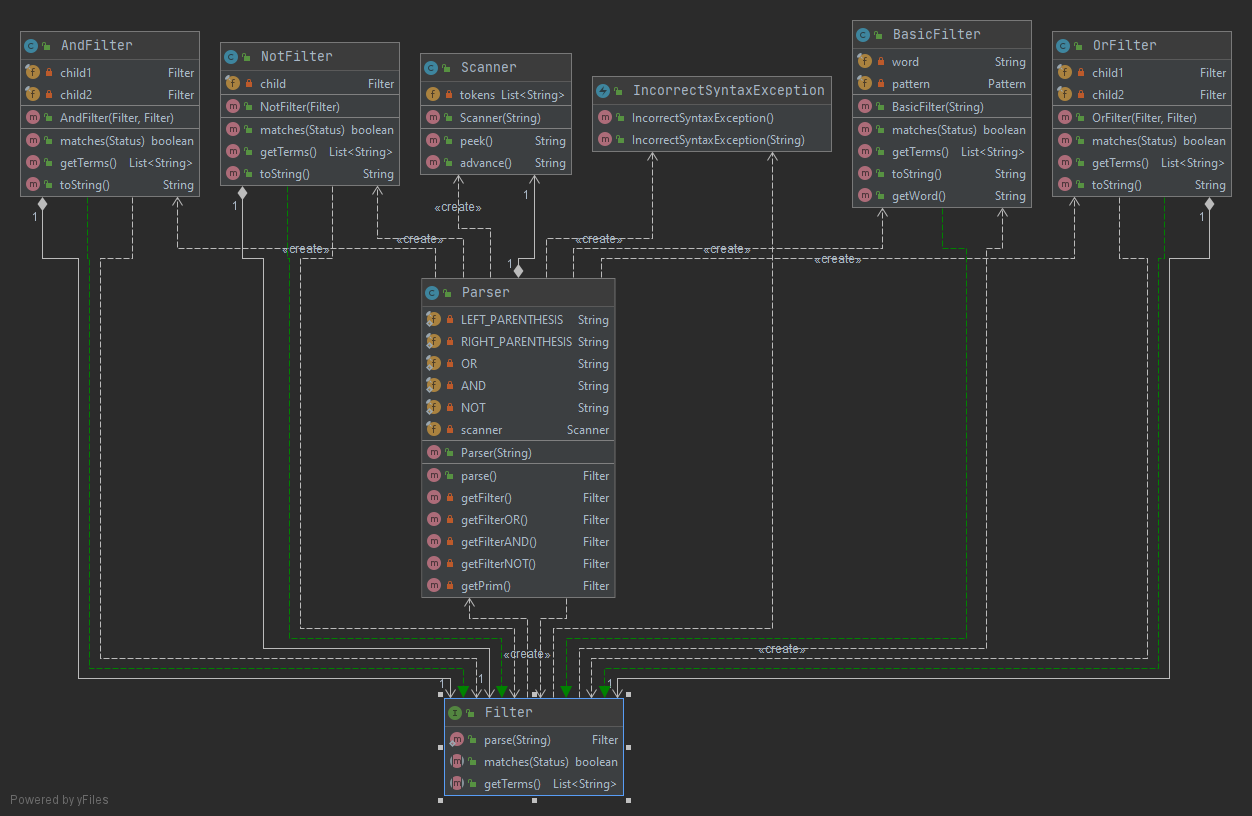 AndFilter
child1 Filter
child2 Filter
AndFilter(Filter, Filter)
matches(Status) boolean
getTerms() List<String>
toString() String
1
NotFilter
child Filter
NotFilter(Filter)
matches(Status) boolean
getTerms() List<String>
toString() String
1
Scanner
tokens List<String>
Scanner(String)
peek() String
advance() String
«create»
1
IncorrectSyntaxException
IncorrectSyntaxException()
IncorrectSyntaxException(String)
BasicFilter
word String
pattern Pattern
BasicFilter(String)
matches(Status) boolean
getTerms() List<String>
toString() String
getWord() String
OrFilter
child1 Filter
child2 Filter
OrFilter(Filter, Filter)
matches(Status) boolean
getTerms() List<String>
toString() String
1
«create»
«create»
«create»
«create»
«create»
1
Parser
LEFT_PARENTHESIS String
RIGHT_PARENTHESIS String
OR String
AND String
NOT String
scanner Scanner
Parser(String)
parse() Filter
getFilter() Filter
getFilterOR() Filter
getFilterAND() Filter
getFilterNOT() Filter
getPrim() Filter
«create»
«create»
1
1
1
Filter
parse(String) Filter
matches(Status) boolean
getTerms() List<String>
Powered by yFiles